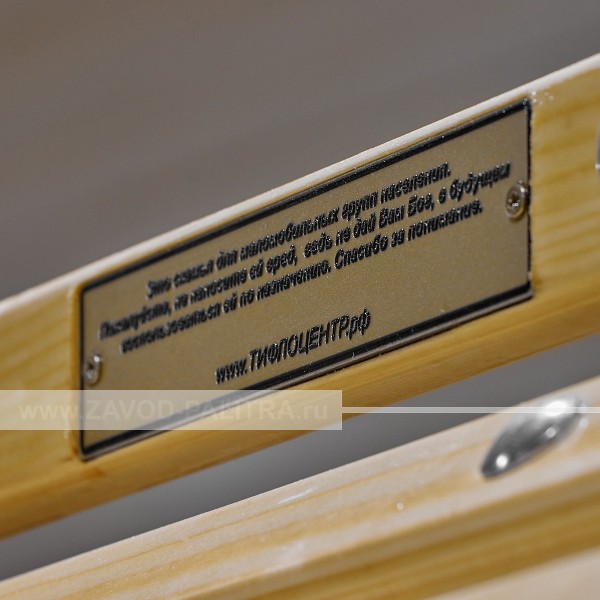 Это скамья для маломобильных групп населения.
Пожалуйста, не наносите ей вред, ведь не дай Вам Бог, в будущем
воспользоваться ей по назначению. Спасибо за понимание.
www.ТИФЛОЦЕНТР.рф
www.ZAVOD-PALITRA.ru